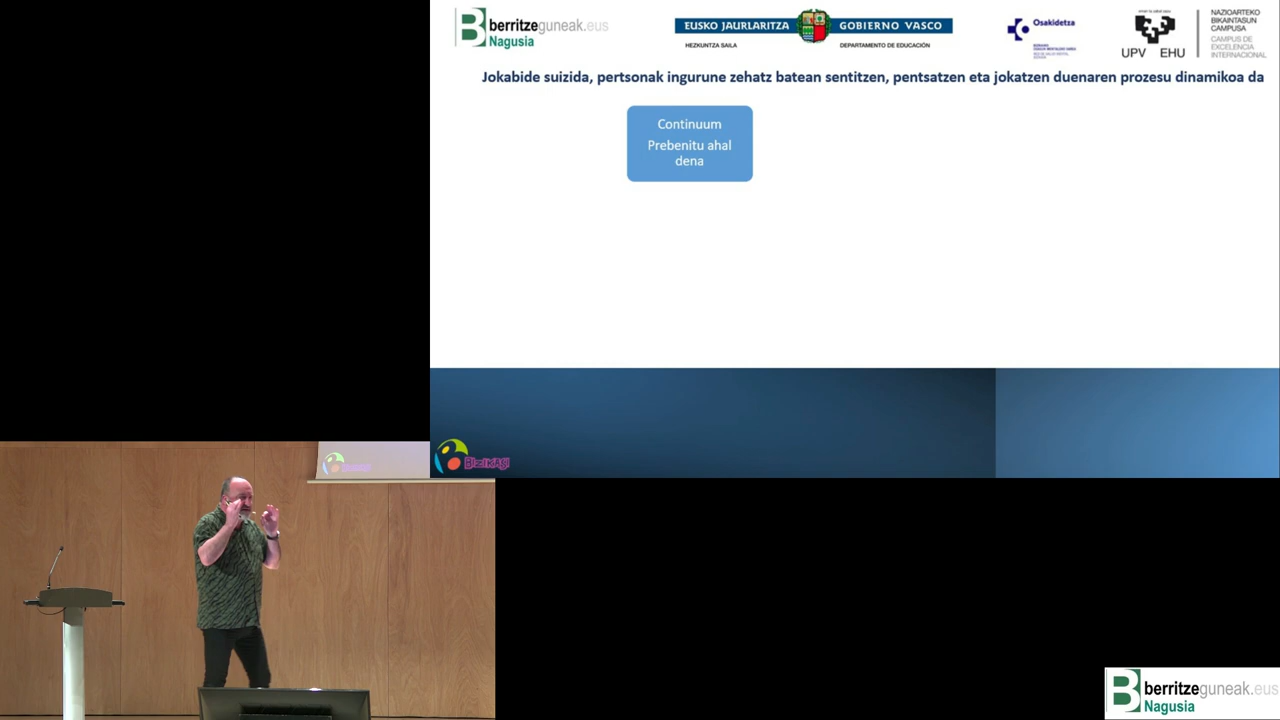 berritzeguneak.eus
Nagusia
EUSKO JAURLARITZA
GOBIERNO VASCO
HEZKUNTZA SAILA
DEPARTAMENTO DE EDUCACIÓN
Osakidetza
UPV EHU
NAZIOARTEKO
BIKAINTASUN
CAMPUSA
CAMPUS DE
EXCELENCIA
INTERNACIONAL
Jokabide suizida, pertsonak ingurune zehatz batean sentitzen, pentsatzen eta jokatzen duenaren prozesu dinamikoa da
Continuum
Prebenitu ahal
dena
BIZIKASI
berritzeguneak.eus
Nagusia